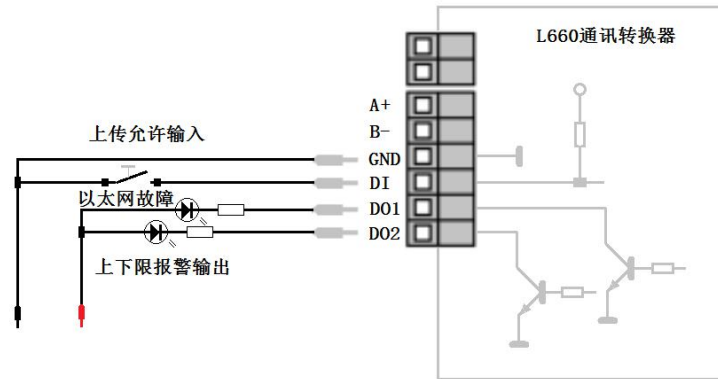 L660通讯转换器
A+
上传允许输入
B-
GND
DI
以太网故障
DO1
DO2
上下限报警输出